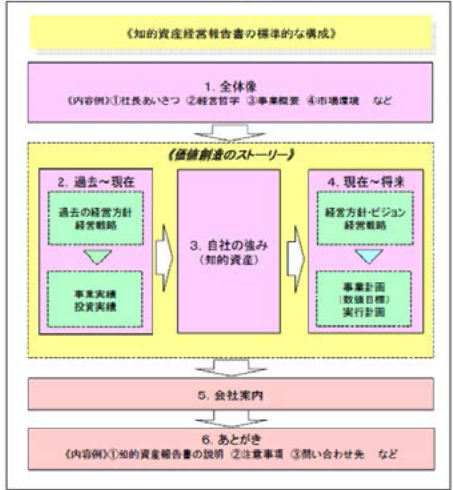 《知的資産経営報告書の標準的な構成》
1. 全体像
《内容例》①社長あいさつ ②経営哲学 ③事業概要 ④市場環境 など
《価値創造のストーリー》
2. 過去～現在
過去の経営方針
経営戦略
事業実績
投資実績
3. 自社の強み
(知的資産)
4. 現在～将来
経営方針・ビジョン
経営戦略
事業計画
(数値目標)
実行計画
5. 会社案内
6. あとがき
《内容例》①知的資産報告書の説明 ②注意事項 ③問い合わせ先 など